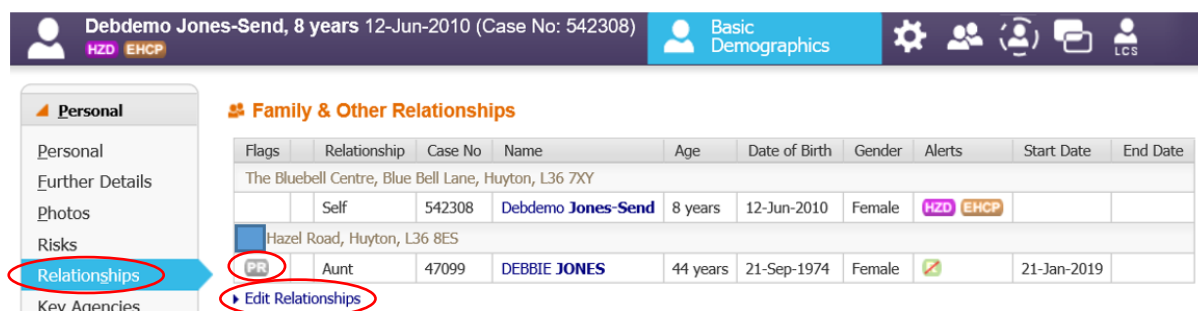 Debdemo Jones-Send, 8 years 12-Jun-2010 (Case No: 542308)
HZD EHCP
Basic
Demographics
LCS
Personal
Personal
Further Details
Photos
Risks
Relationships
Key Agencies
Family & Other Relationships
Flags Relationship Case No Name Age Date of Birth Gender Alerts Start Date End Date
The Bluebell Centre, Blue Bell Lane, Huyton, L36 7XY
Self 542308 Debdemo Jones-Send 8 years 12-Jun-2010 Female HZD EHCP
Hazel Road, Huyton, L36 8ES
PR Aunt 47099 DEBBIE JONES 44 years 21-Sep-1974 Female 21-Jan-2019
Edit Relationships